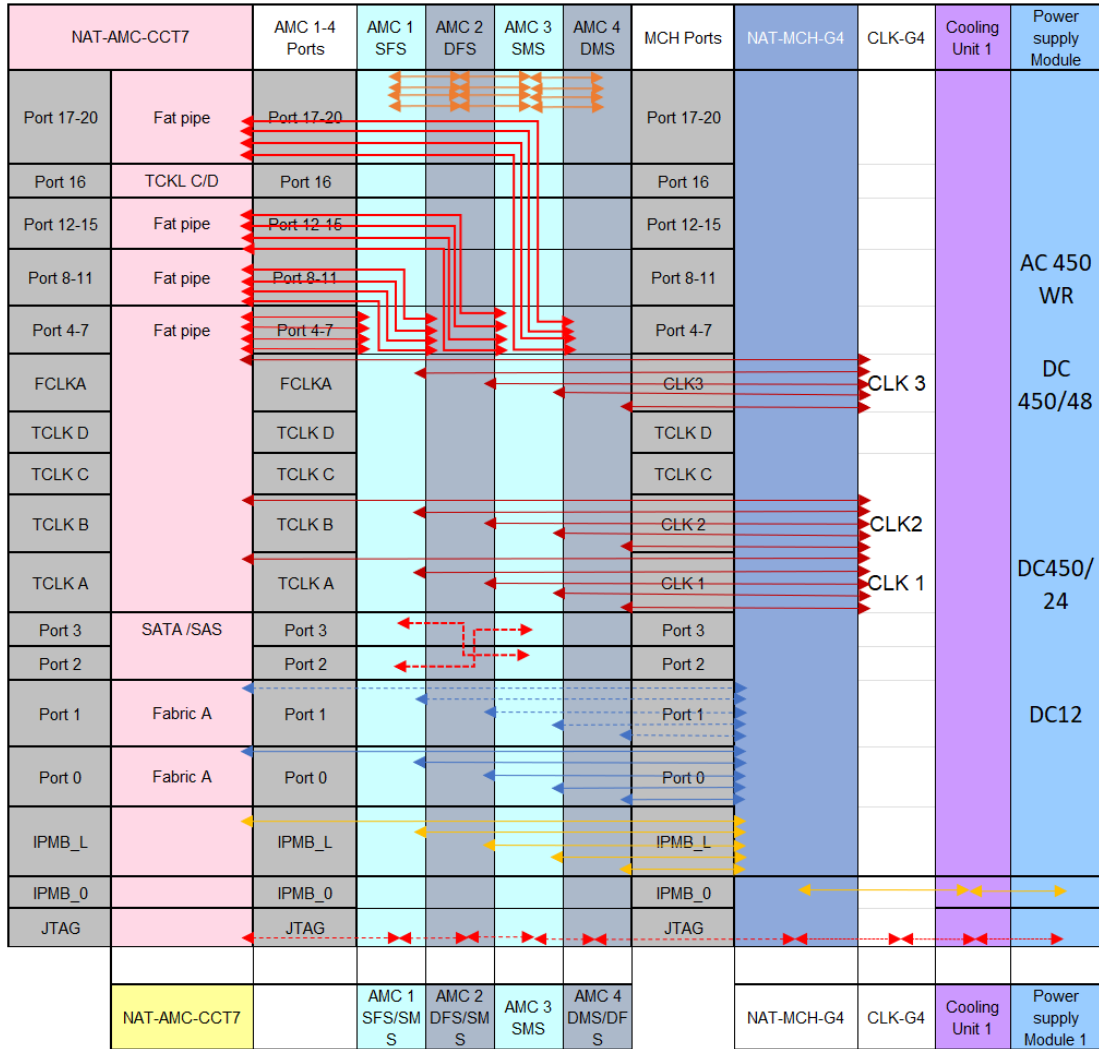 NAT-AMC-CCT7
AMC 1-4
Ports
AMC 1
SFS
AMC 2
DFS
AMC 3
SMS
AMC 4
DMS
MCH Ports
NAT-MCH-G4
CLK-G4
Cooling
Unit 1
Power
supply
Module
Port 17-20
Fat pipe
Port 17-20
Port 17-20
Port 16
TCKL C/D
Port 16
Port 16
Port 12-15
Fat pipe
Port 12-15
Port 12-15
Port 8-11
Fat pipe
Port 8-11
Port 8-11
AC 450
WR
Port 4-7
Fat pipe
Port 4-7
Port 4-7
FCLKA
FCLKA
CLK3
CLK 3
DC
450/48
TCLK D
TCLK D
TCLK D
TCLK C
TCLK C
TCLK C
TCLK B
TCLK B
CLK 2
CLK2
TCLK A
TCLK A
CLK 1
CLK 1
DC450/
24
Port 3
SATA /SAS
Port 3
Port 3
Port 2
Port 2
Port 2
Port 1
Fabric A
Port 1
Port 1
DC12
Port 0
Fabric A
Port 0
Port 0
IPMB_L
IPMB_L
IPMB_L
IPMB_0
IPMB_0
IPMB_0
JTAG
JTAG
JTAG
NAT-AMC-CCT7
AMC 1
SFS/SM
S
AMC 2
DFS/SM
S
AMC 3
SMS
AMC 4
DMS/DF
S
NAT-MCH-G4
CLK-G4
Cooling
Unit 1
Power
supply
Module 1